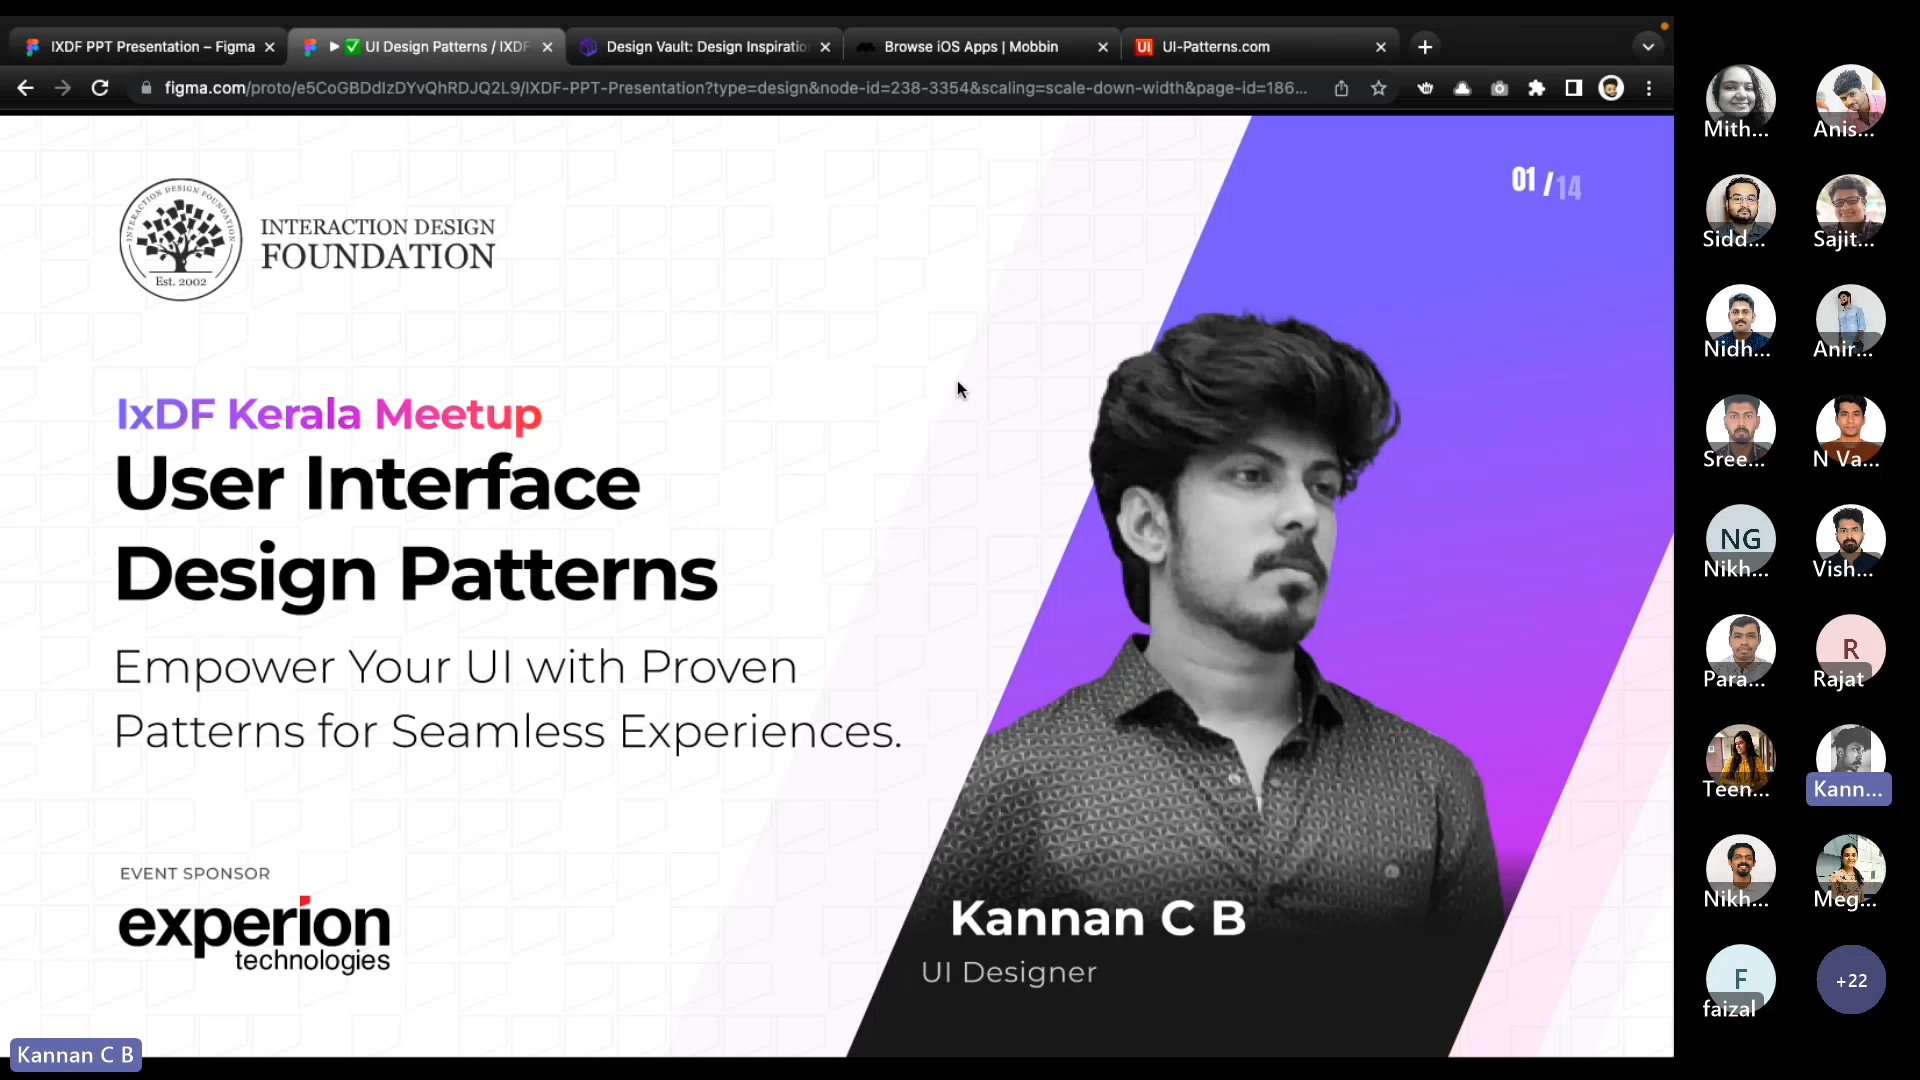 IXDF PPT Presentation – Figma
UI Design Patterns / IXDF
Design Vault: Design Inspiratio
Browse iOS Apps | Mobbin
UI-Patterns.com
figma.com/proto/e5CoGBDdIzDYvQhRDJQ2L9/IXDF-PPT-Presentation?type=design&node-id=238-3354&scaling=scale-down-width&page-id=186...
01 / 14
INTERACTION DESIGN FOUNDATION
Est. 2002
INTERACTION DESIGN
FOUNDATION
IxDF Kerala Meetup
User Interface
Design Patterns
Empower Your UI with Proven
Patterns for Seamless Experiences.
EVENT SPONSOR
experion
technologies
Kannan C B
UI Designer
Kannan C B
Mith...
Anis...
Sidd...
Sajit...
Nidh...
Anir...
Sree...
N Va...
NG
Nikh...
Vish...
Para...
R
Rajat
Teen...
Kann...
Nikh...
Meg...
F
faizal
+22